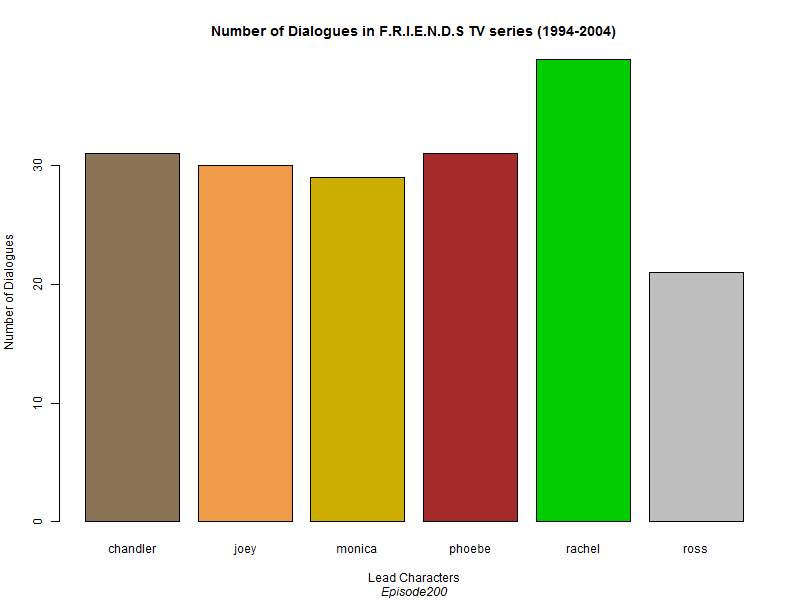 Number of Dialogues in F.R.I.E.N.D.S TV series (1994-2004)
Number of Dialogues
30
20
10
0
chandler joey monica phoebe rachel ross
Lead Characters
Episode200